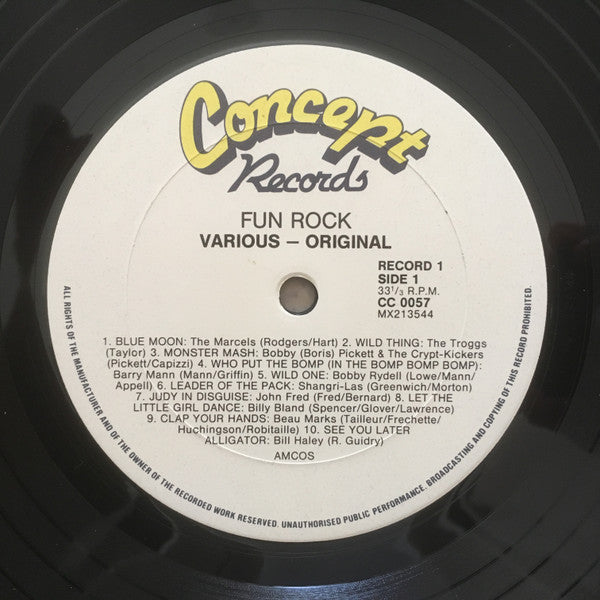 Concept
Records
FUN ROCK
VARIOUS – ORIGINAL
RECORD 1
SIDE 1
33 1/3 R.P.M.
CC 0057
MX213544
1. BLUE MOON: The Marcels (Rodgers/Hart) 2. WILD THING: The Troggs
(Taylor) 3. MONSTER MASH: Bobby (Boris) Pickett & The Crypt-Kickers
(Pickett/Capizzi) 4. WHO PUT THE BOMP (IN THE BOMP BOMP BOMP):
Barry Mann (Mann/Griffin) 5. WILD ONE: Bobby Rydell (Lowe/Mann/
Appell) 6. LEADER OF THE PACK: Shangri-Las (Greenwich/Morton)
7. JUDY IN DISGUISE: John Fred (Fred/Bernard) 8. LET THE
LITTLE GIRL DANCE: Billy Bland (Spencer/Glover/Lawrence)
9. CLAP YOUR HANDS: Beau Marks (Tailleur/Frechette/
Huchingson/Robitaille) 10. SEE YOU LATER
ALLIGATOR: Bill Haley (R. Guidry)
AMCOS
ALL RIGHTS OF THE MANUFACTURER AND OF THE OWNER OF THE RECORDED WORK RESERVED. UNAUTHORISED PUBLIC PERFORMANCE, BROADCASTING AND COPYING OF THIS RECORD PROHIBITED.